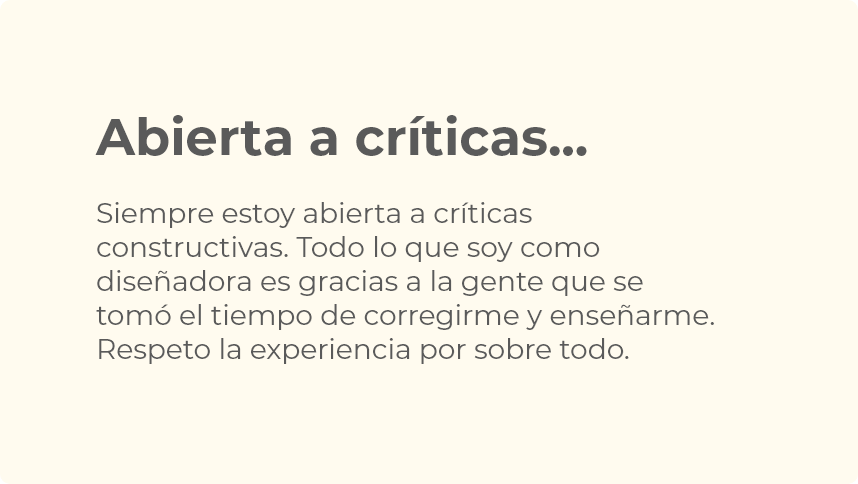 Abierta a críticas...
Siempre estoy abierta a críticas
constructivas. Todo lo que soy como
diseñadora es gracias a la gente que se
tomó el tiempo de corregirme y enseñarme.
Respeto la experiencia por sobre todo.